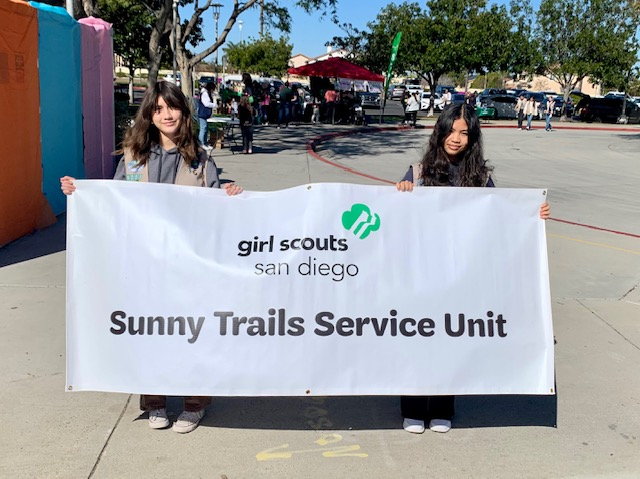 girl scouts
san diego
Sunny Trails Service Unit